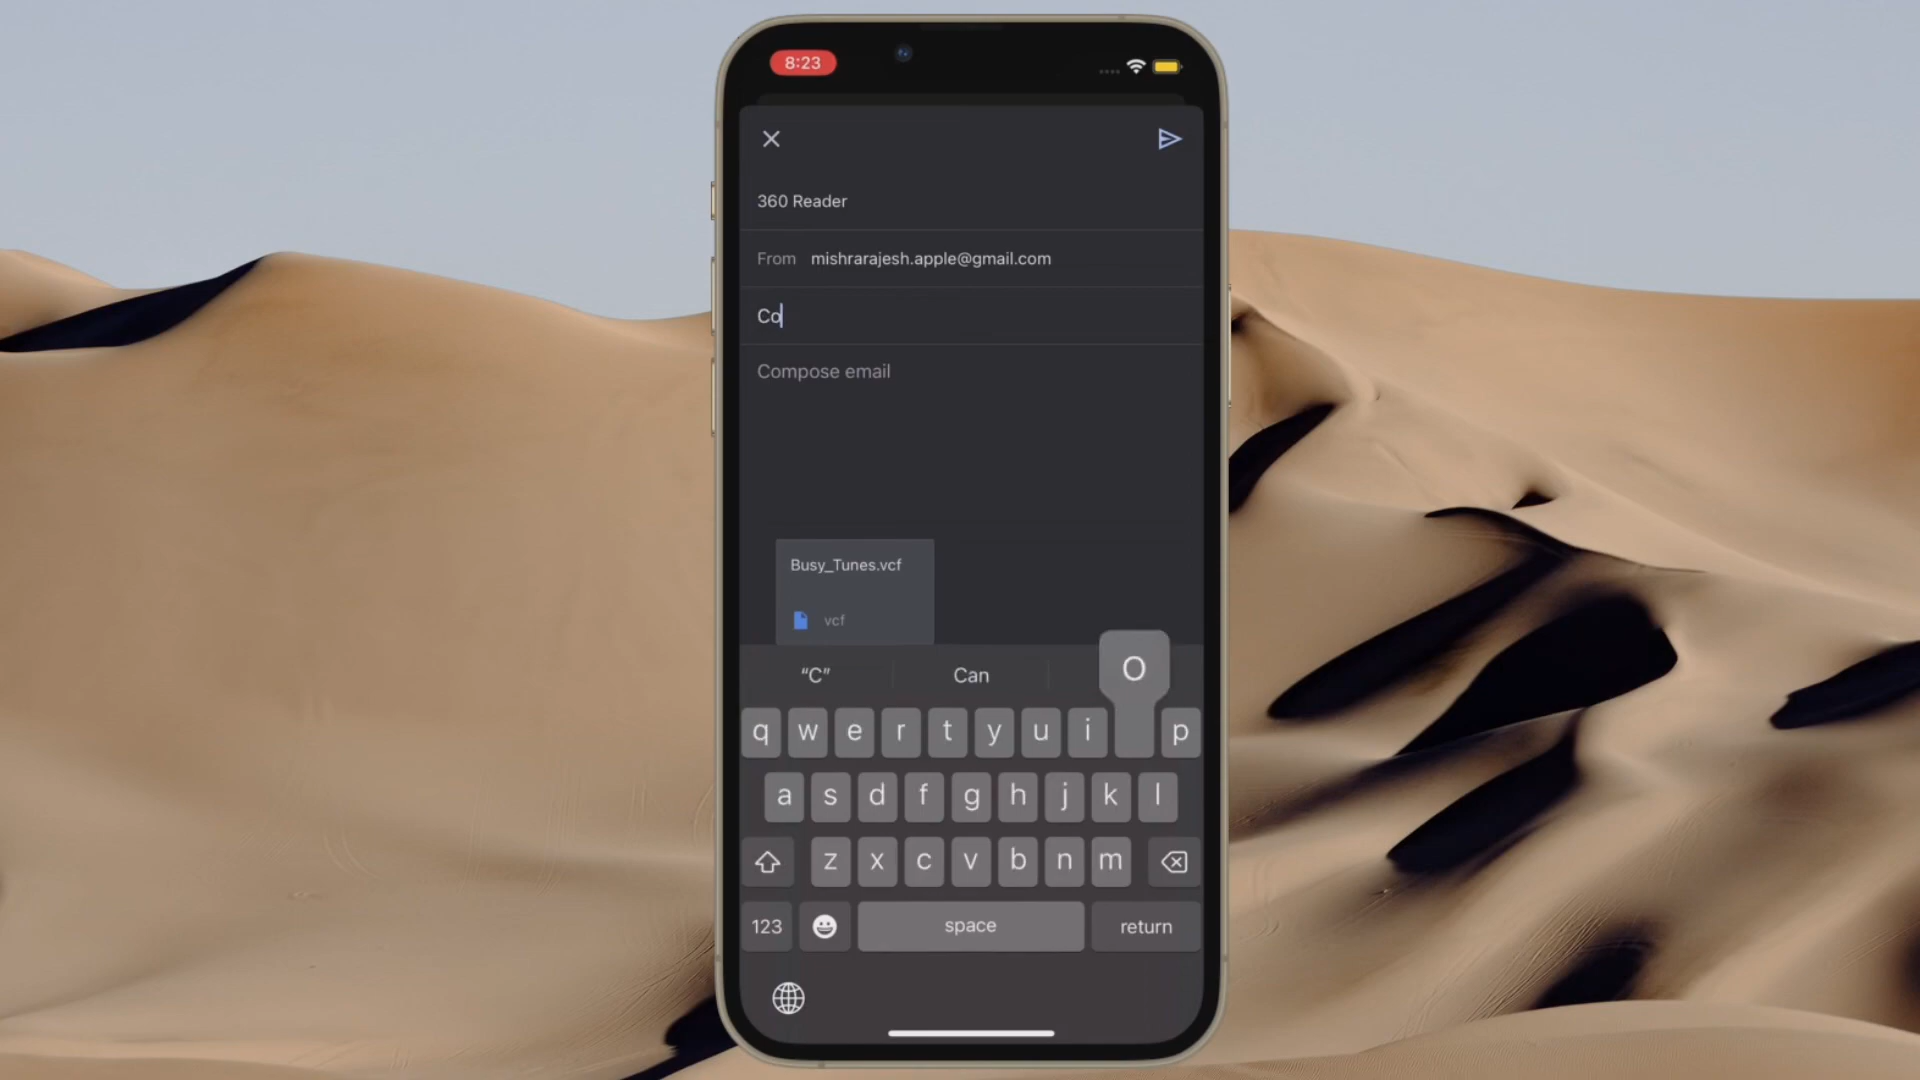 8:23
360 Reader
From mishrarajesh.apple@gmail.com
Co
Compose email
Busy_Tunes.vcf
vcf
“C” Can
O
q w e r t y u i p
a s d f g h j k l
z x c v b n m
123 space return